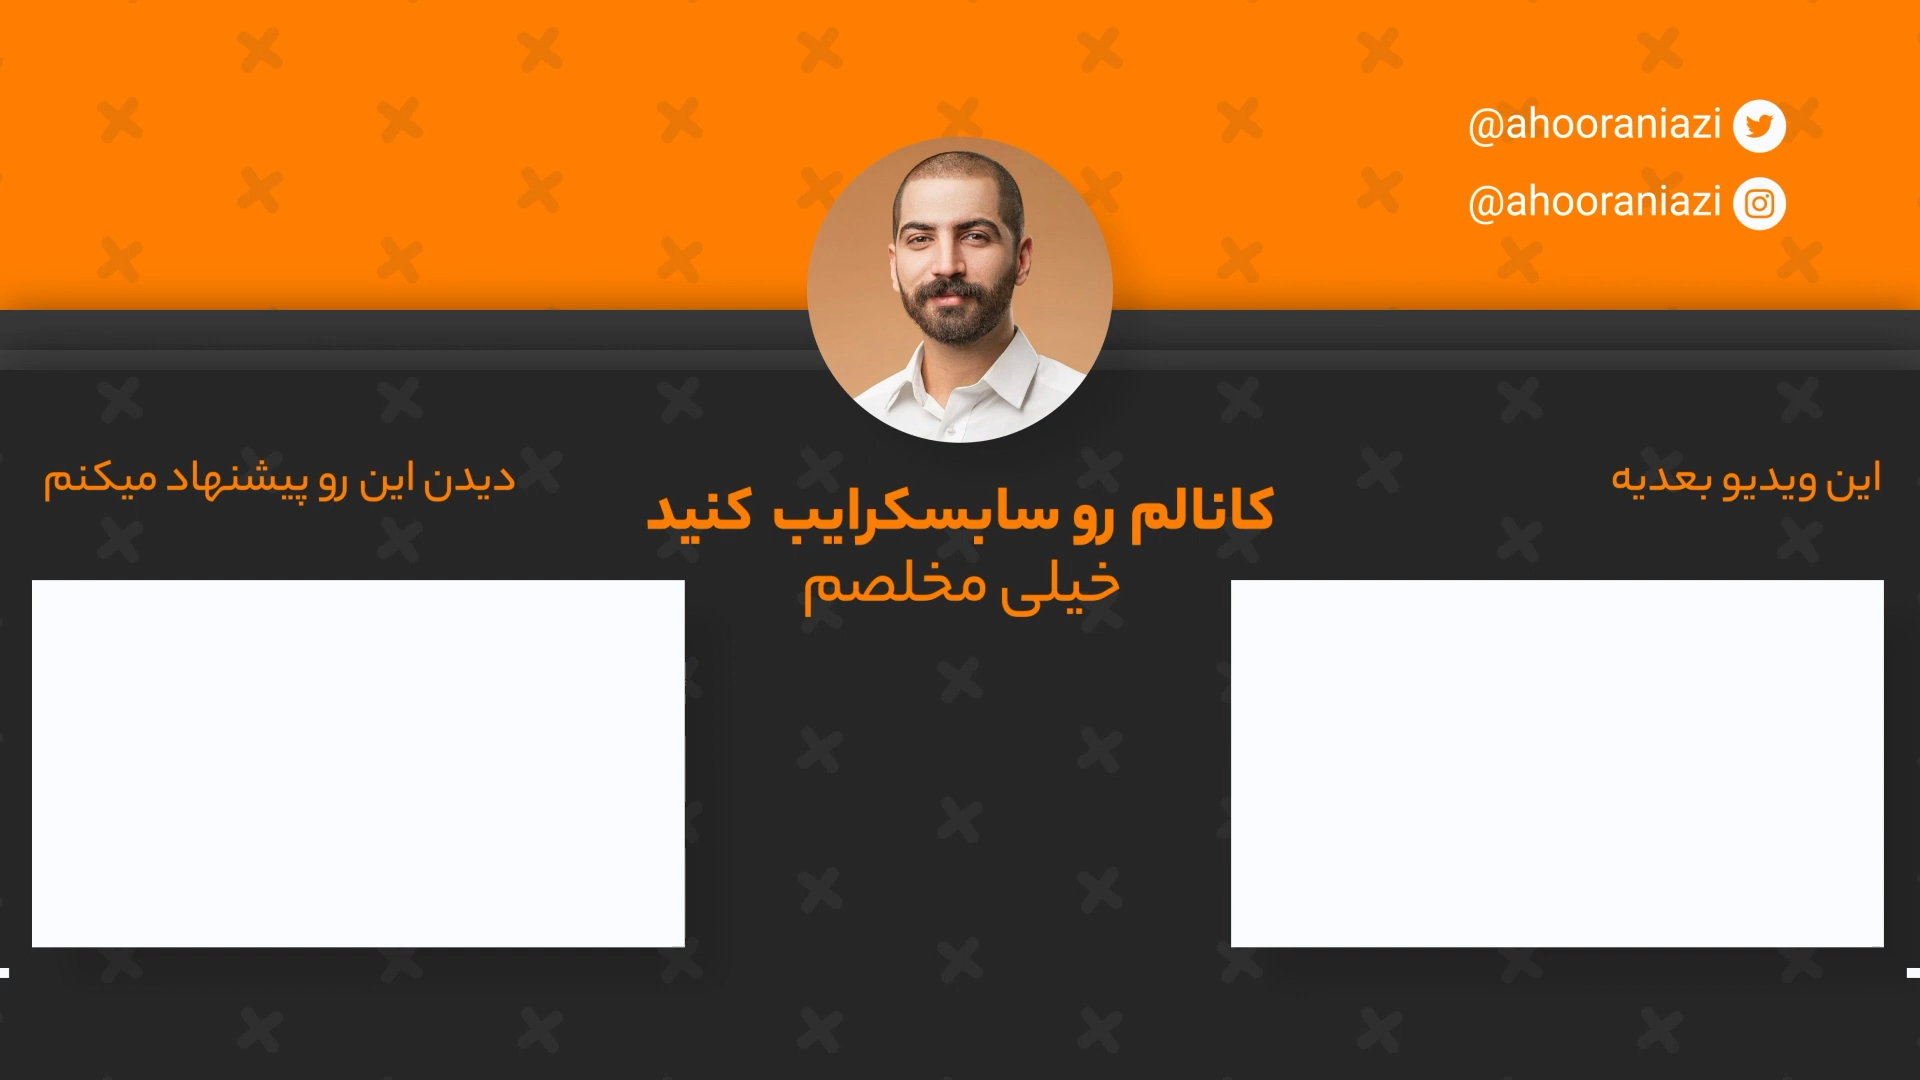 @ahooraniazi
@ahooraniazi
این ویدیو بعدیه
دیدن این رو پیشنهاد میکنم
کانالم رو سابسکرایب کنید
خیلی مخلصم